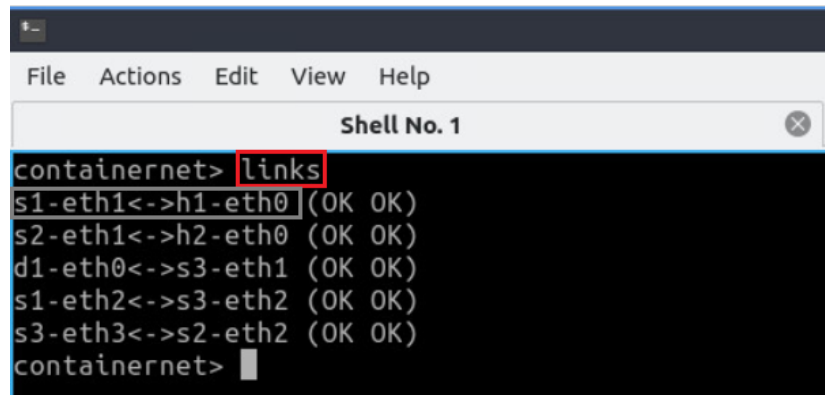 $_
File Actions Edit View Help
Shell No. 1
containernet> links
s1-eth1<->h1-eth0 (OK OK)
s2-eth1<->h2-eth0 (OK OK)
d1-eth0<->s3-eth1 (OK OK)
s1-eth2<->s3-eth2 (OK OK)
s3-eth3<->s2-eth2 (OK OK)
containernet>